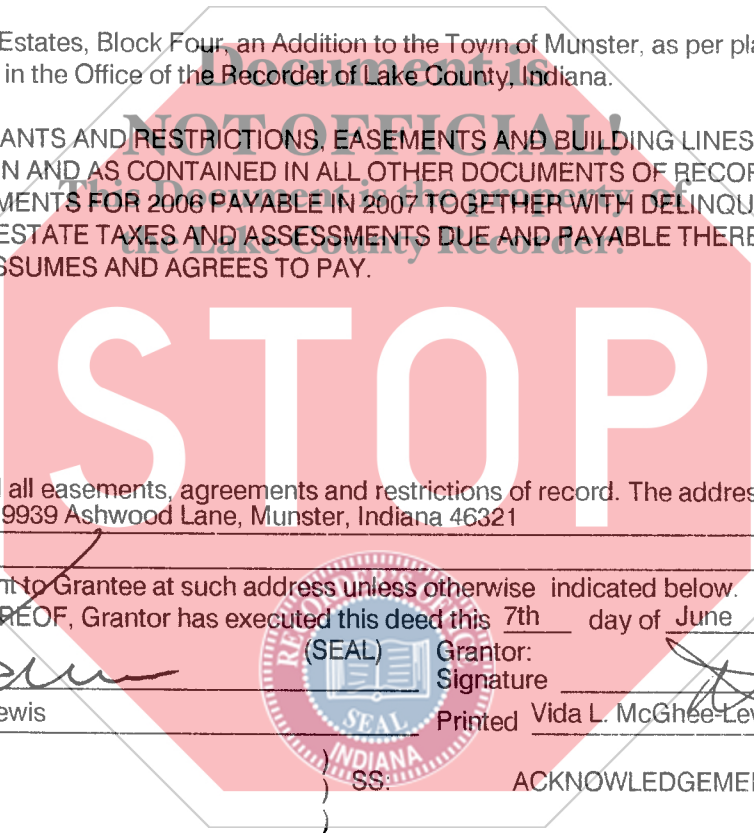 Estates, Block Four, an Addition to the Town of Munster, as per pla
Document is
in the Office of the Recorder of Lake County, Indiana.
NOT OFFICIAL!
ANTS AND RESTRICTIONS, EASEMENTS AND BUILDING LINES
N AND AS CONTAINED IN ALL OTHER DOCUMENTS OF RECOR
This Document is the property of
MENTS FOR 2006 PAYABLE IN 2007 TOGETHER WITH DELINQU
the Lake County Recorder!
ESTATE TAXES AND ASSESSMENTS DUE AND PAYABLE THERE
SSUMES AND AGREES TO PAY.
STOP
all easements, agreements and restrictions of record. The addres
9939 Ashwood Lane, Munster, Indiana 46321
nt to Grantee at such address unless otherwise indicated below.
REOF, Grantor has executed this deed this 7th day of June
(SEAL) Grantor:
Signature
ewis Printed Vida L. McGhee-Lew
RECORDER'S OFFICE
SEAL
INDIANA
) SS: ACKNOWLEDGEMEN
)
)